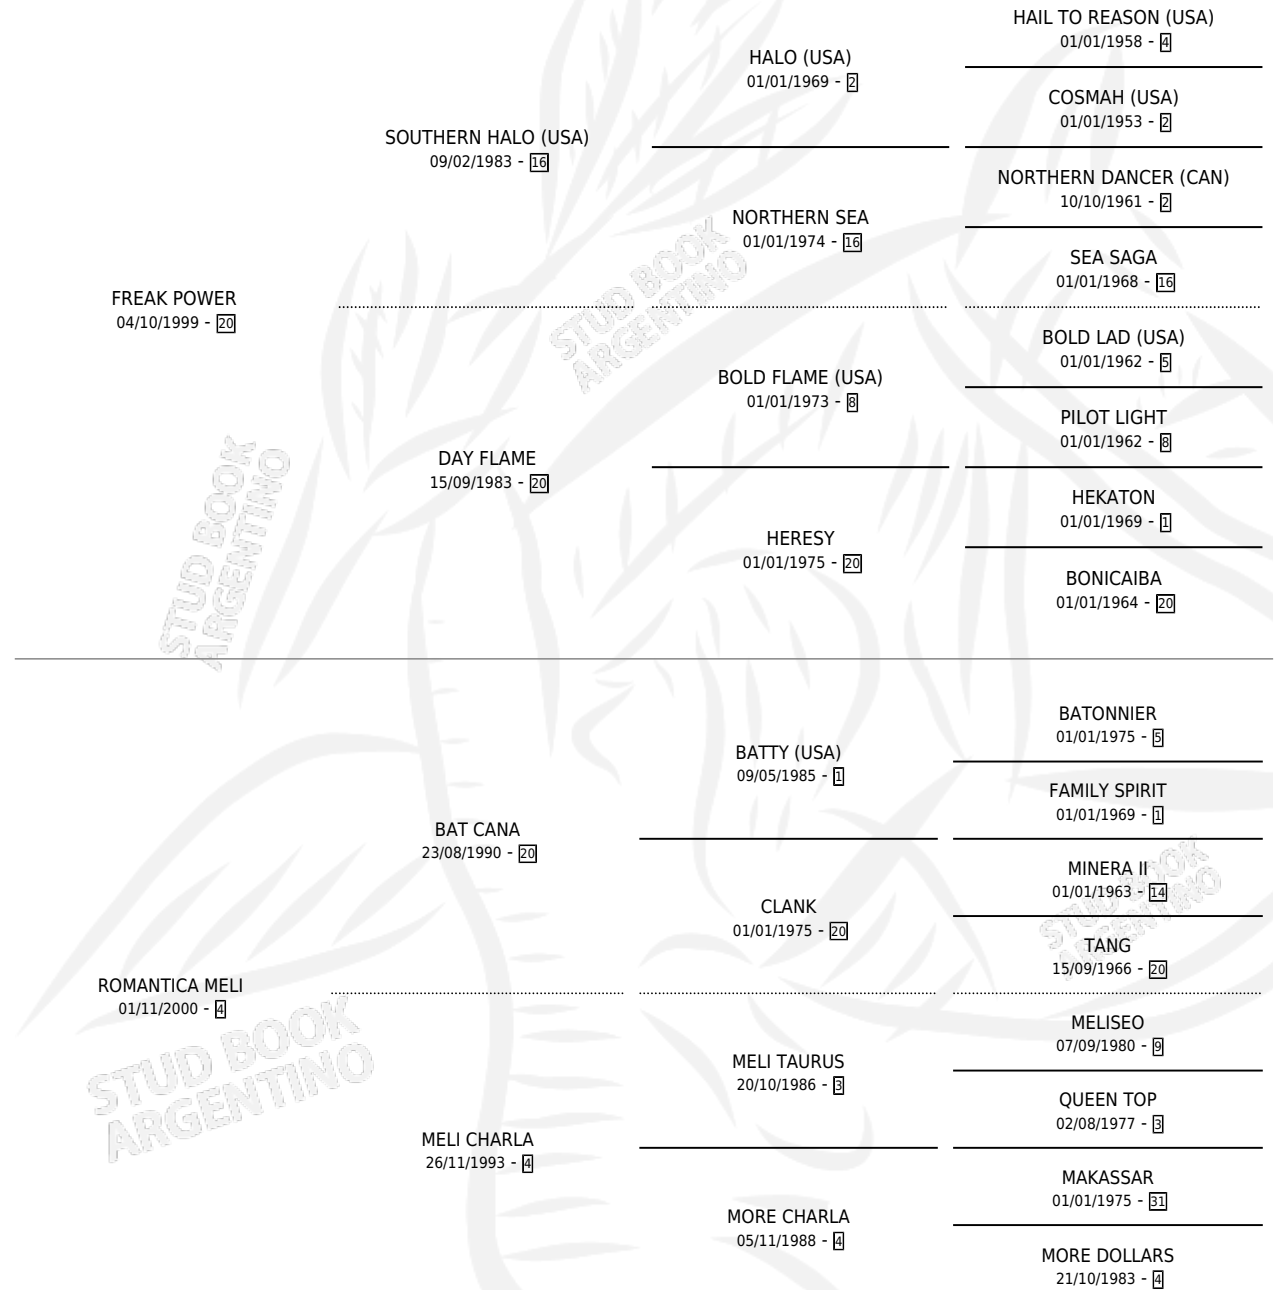 HAIL TO REASON (USA)
01/01/1958 - 4
HALO (USA)
01/01/1969 - 2
COSMAH (USA)
01/01/1953 - 2
SOUTHERN HALO (USA)
09/02/1983 - 16
NORTHERN DANCER (CAN)
10/10/1961 - 2
NORTHERN SEA
01/01/1974 - 16
SEA SAGA
01/01/1968 - 16
FREAK POWER
04/10/1999 - 20
STUD BOOK
ARGENTINO
BOLD LAD (USA)
01/01/1962 - 5
BOLD FLAME (USA)
01/01/1973 - 8
PILOT LIGHT
01/01/1962 - 8
DAY FLAME
15/09/1983 - 20
HEKATON
01/01/1969 - 1
HERESY
01/01/1975 - 20
BONICAIBA
01/01/1964 - 20
STUD BOOK
ARGENTINO
BATONNIER
01/01/1975 - 5
BATTY (USA)
09/05/1985 - 1
FAMILY SPIRIT
01/01/1969 - 1
BAT CANA
23/08/1990 - 20
MINERA II
01/01/1963 - 14
CLANK
01/01/1975 - 20
STUD BOOK
ARGENTINO
TANG
15/09/1966 - 20
ROMANTICA MELI
01/11/2000 - 4
MELISEO
07/09/1980 - 9
MELI TAURUS
20/10/1986 - 3
QUEEN TOP
02/08/1977 - 3
STUD BOOK
ARGENTINO
MELI CHARLA
26/11/1993 - 4
MAKASSAR
01/01/1975 - 31
MORE CHARLA
05/11/1988 - 4
MORE DOLLARS
21/10/1983 - 4